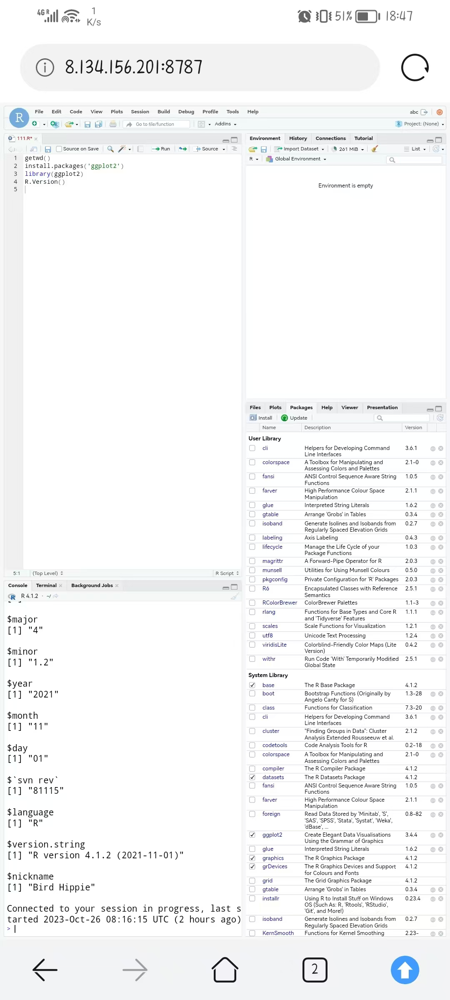 4G R
1
K/s
51%
18:47
8.134.156.201:8787
File Edit Code View Plots Session Build Debug Profile Tools Help
abc
Go to file/function
Addins
Project: (None)
111.R*
Source on Save
Run
Source
1 getwd()
2 install.packages('ggplot2')
3 library(ggplot2)
4 R.Version()
5
5:1 (Top Level) R Script
Console Terminal Background Jobs
R 4.1.2 · ~/
$major
[1] "4"
$minor
[1] "1.2"
$year
[1] "2021"
$month
[1] "11"
$day
[1] "01"
$`svn rev`
[1] "81115"
$language
[1] "R"
$version.string
[1] "R version 4.1.2 (2021-11-01)"
$nickname
[1] "Bird Hippie"
Connected to your session in progress, last s
tarted 2023-Oct-26 08:16:15 UTC (2 hours ago)
>
Environment History Connections Tutorial
Import Dataset 261 MiB List
R Global Environment
Environment is empty
Files Plots Packages Help Viewer Presentation
Install Update
Name Description Version
User Library
cli Helpers for Developing Command 3.6.1
Line Interfaces
colorspace A Toolbox for Manipulating and 2.1-0
Assessing Colors and Palettes
fansi ANSI Control Sequence Aware String 1.0.5
Functions
farver High Performance Colour Space 2.1.1
Manipulation
glue Interpreted String Literals 1.6.2
gtable Arrange 'Grobs' in Tables 0.3.4
isoband Generate Isolines and Isobands from 0.2.7
Regularly Spaced Elevation Grids
labeling Axis Labeling 0.4.3
lifecycle Manage the Life Cycle of your 1.0.3
Package Functions
magrittr A Forward-Pipe Operator for R 2.0.3
munsell Utilities for Using Munsell Colours 0.5.0
pkgconfig Private Configuration for 'R' Packages 2.0.3
R6 Encapsulated Classes with Reference 2.5.1
Semantics
RColorBrewer ColorBrewer Palettes 1.1-3
rlang Functions for Base Types and Core R 1.1.1
and 'Tidyverse' Features
scales Scale Functions for Visualization 1.2.1
utf8 Unicode Text Processing 1.2.4
viridisLite Colorblind-Friendly Color Maps (Lite 0.4.2
Version)
withr Run Code 'With' Temporarily Modified 2.5.1
Global State
System Library
base The R Base Package 4.1.2
boot Bootstrap Functions (Originally by 1.3-28
Angelo Canty for S)
class Functions for Classification 7.3-20
cli Helpers for Developing Command 3.6.1
Line Interfaces
cluster "Finding Groups in Data": Cluster 2.1.2
Analysis Extended Rousseeuw et al.
codetools Code Analysis Tools for R 0.2-18
colorspace A Toolbox for Manipulating and 2.1-0
Assessing Colors and Palettes
compiler The R Compiler Package 4.1.2
datasets The R Datasets Package 4.1.2
fansi ANSI Control Sequence Aware String 1.0.5
Functions
farver High Performance Colour Space 2.1.1
Manipulation
foreign Read Data Stored by 'Minitab', 'S', 0.8-82
'SAS', 'SPSS', 'Stata', 'Systat', 'Weka',
'dBase', ...
ggplot2 Create Elegant Data Visualisations 3.4.4
Using the Grammar of Graphics
glue Interpreted String Literals 1.6.2
graphics The R Graphics Package 4.1.2
grDevices The R Graphics Devices and Support 4.1.2
for Colours and Fonts
grid The Grid Graphics Package 4.1.2
gtable Arrange 'Grobs' in Tables 0.3.4
installr Using R to Install Stuff on Windows 0.23.4
OS (Such As: R, 'Rtools', 'RStudio',
'Git', and More!)
isoband Generate Isolines and Isobands from 0.2.7
Regularly Spaced Elevation Grids
KernSmooth Functions for Kernel Smoothing 2.23-
2